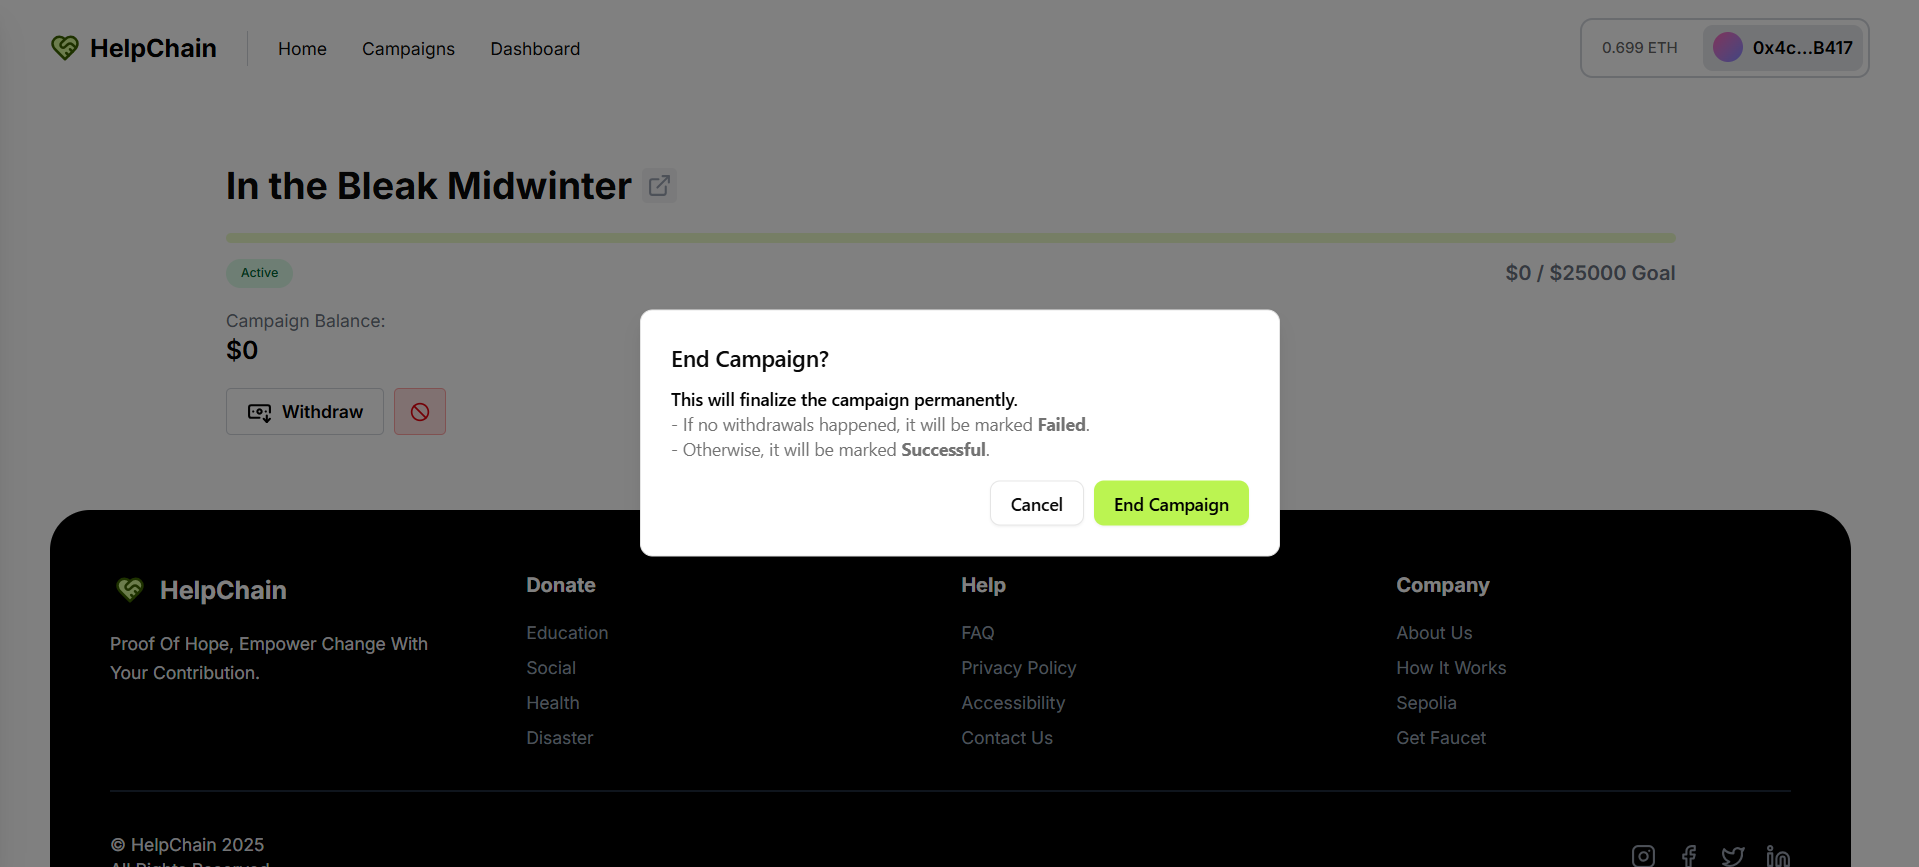 HelpChain
Home
Campaigns
Dashboard
0.699 ETH
0x4c...B417
In the Bleak Midwinter
Active
$0 / $25000 Goal
Campaign Balance:
$0
Withdraw
End Campaign?
This will finalize the campaign permanently.
- If no withdrawals happened, it will be marked Failed.
- Otherwise, it will be marked Successful.
Cancel
End Campaign
HelpChain
Proof Of Hope, Empower Change With
Your Contribution.
Donate
Education
Social
Health
Disaster
Help
FAQ
Privacy Policy
Accessibility
Contact Us
Company
About Us
How It Works
Sepolia
Get Faucet
© HelpChain 2025
All Rights Reserved